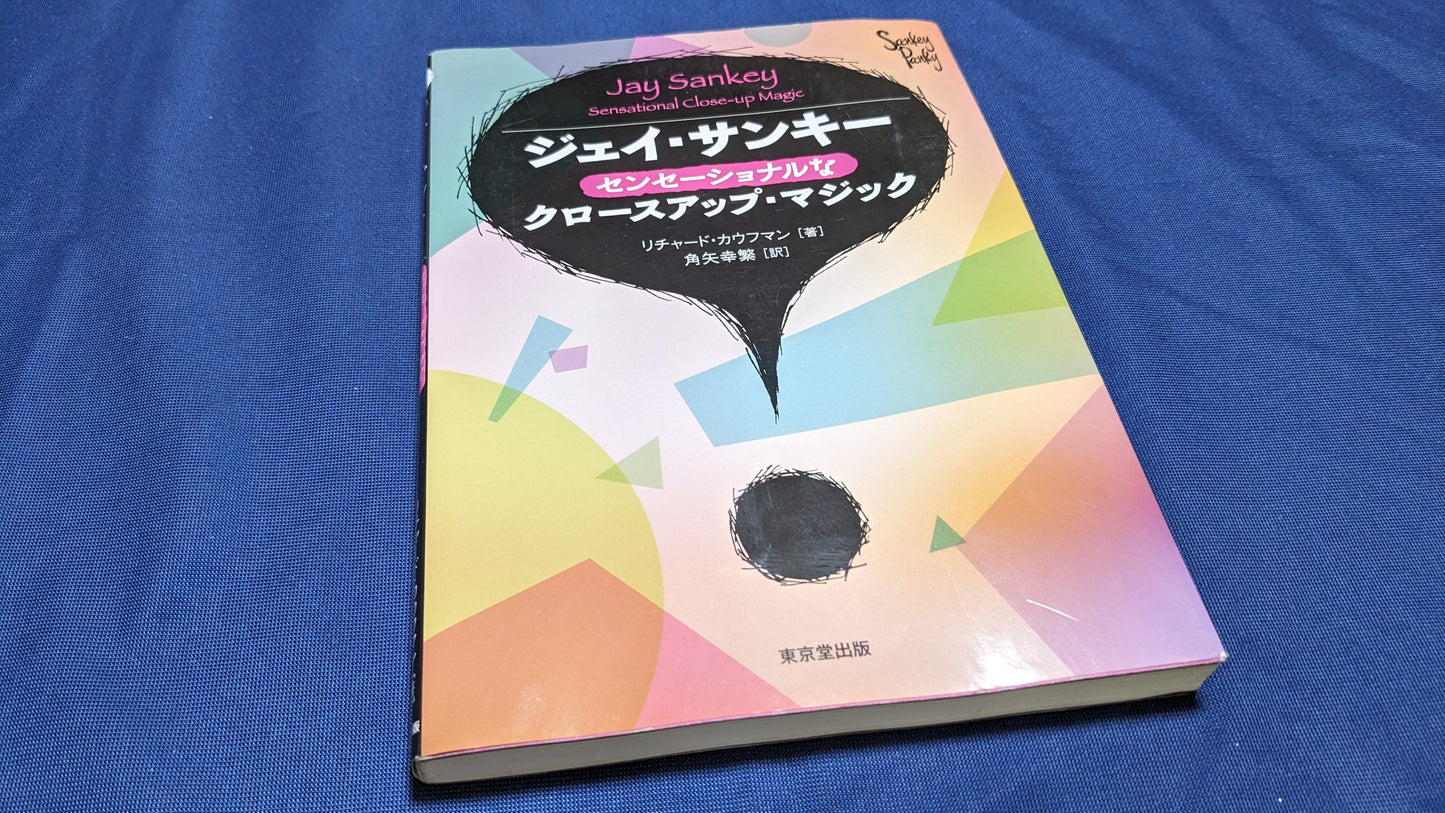 Sankey
Panky
Jay Sankey
Sensational Close-up Magic
ジェイ・サンキー
センセーショナルな
クロースアップ・マジック
リチャード・カウフマン [著]
角矢幸繁 [訳]
東京堂出版